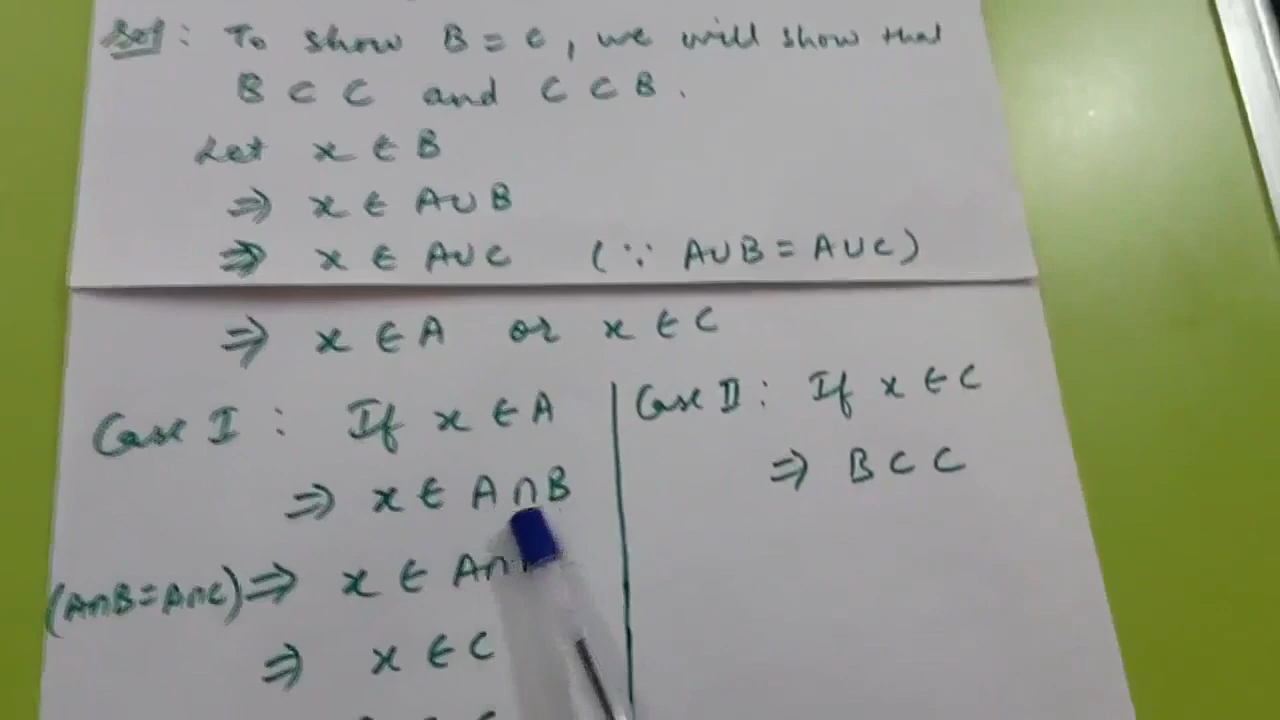 Sol: To show B = C, we will show that
B ⊂ C and C ⊂ B.
Let x ∈ B
⇒ x ∈ A∪B
⇒ x ∈ A∪C (∵ A∪B = A∪C)
⇒ x ∈ A or x ∈ C
Case I : If x ∈ A
⇒ x ∈ A∩B
(A∩B=A∩C) ⇒ x ∈ A∩
⇒ x ∈ C
Case II : If x ∈ C
⇒ B ⊂ C